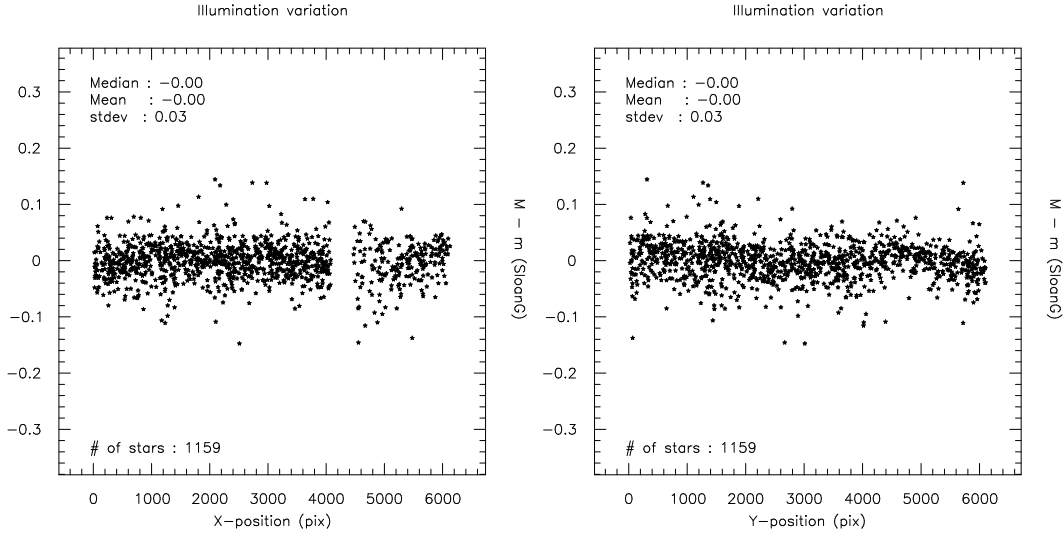 Illumination variation
Median : −0.00
Mean : −0.00
stdev : 0.03
0.3
0.2
0.1
0
−0.1
−0.2
−0.3
# of stars : 1159
0 1000 2000 3000 4000 5000 6000
X−position (pix)
M − m (SloanG)
Illumination variation
Median : −0.00
Mean : −0.00
stdev : 0.03
0.3
0.2
0.1
0
−0.1
−0.2
−0.3
# of stars : 1159
0 1000 2000 3000 4000 5000 6000
Y−position (pix)
M − m (SloanG)